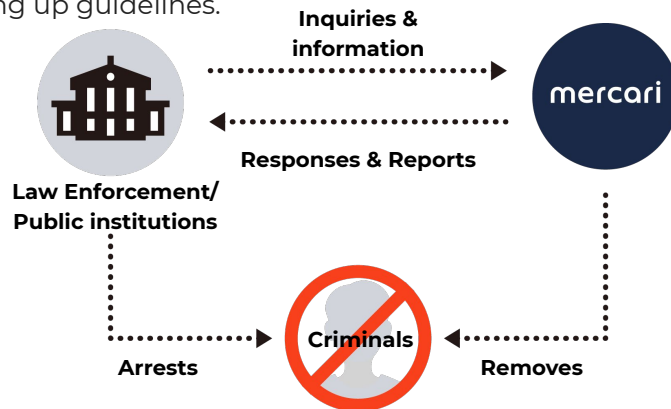 ng up guidelines.
Inquiries &
information
mercari
Responses & Reports
Law Enforcement/
Public institutions
Criminals
Arrests
Removes